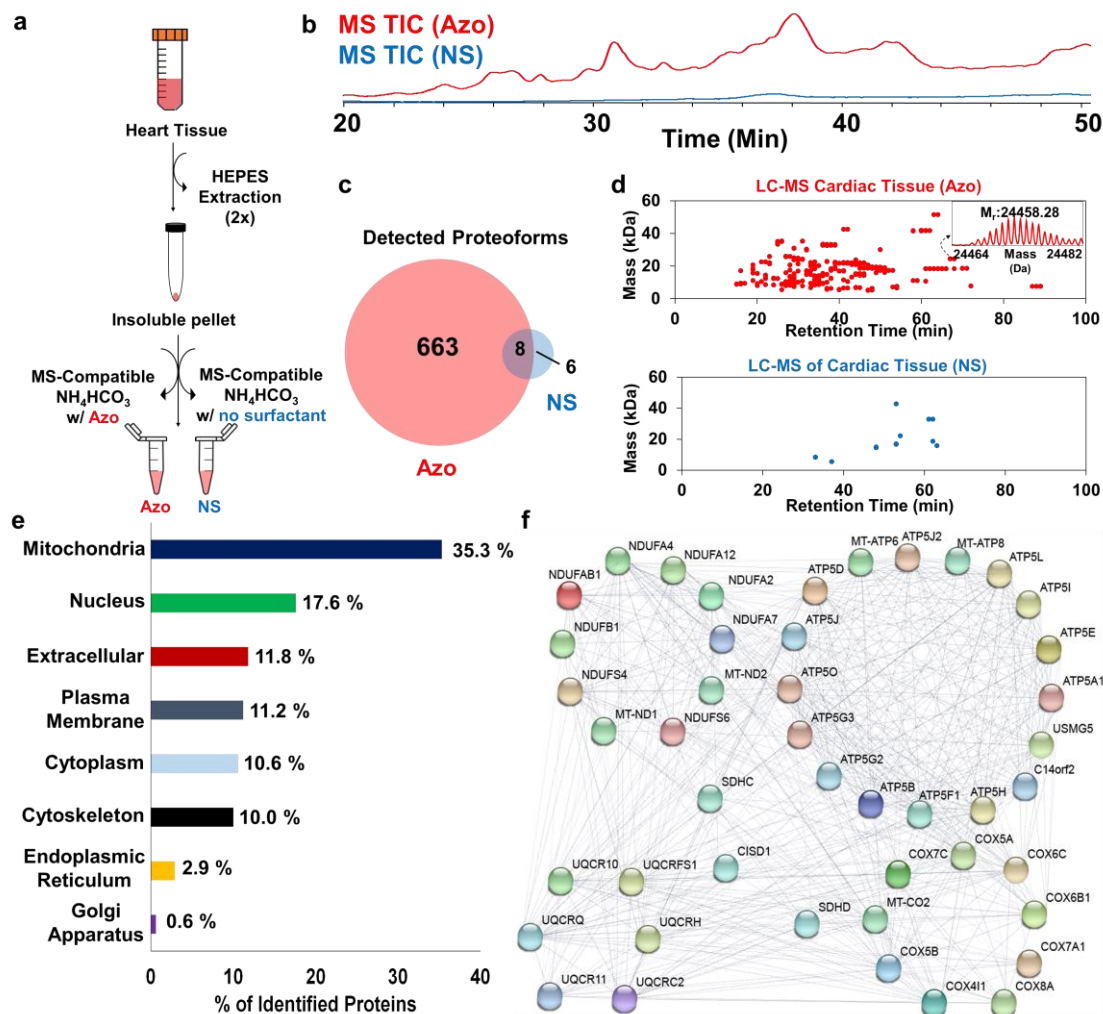 a
Heart Tissue
HEPES
Extraction
(2x)
Insoluble pellet
MS-Compatible
NH4HCO3
w/ Azo
MS-Compatible
NH4HCO3
w/ no surfactant
Azo
NS
b
MS TIC (Azo)
MS TIC (NS)
20
30
40
50
Time (Min)
c
Detected Proteoforms
663
8
6
NS
Azo
d
LC-MS Cardiac Tissue (Azo)
Mass (kDa)
60
40
20
0
Mr:24458.28
24464
Mass
(Da)
24482
0
20
40
60
80
100
Retention Time (min)
LC-MS of Cardiac Tissue (NS)
Mass (kDa)
60
40
20
0
0
20
40
60
80
100
Retention Time (min)
e
Mitochondria
35.3 %
Nucleus
17.6 %
Extracellular
11.8 %
Plasma
Membrane
11.2 %
Cytoplasm
10.6 %
Cytoskeleton
10.0 %
Endoplasmic
Reticulum
2.9 %
Golgi
Apparatus
0.6 %
0
10
20
30
40
% of Identified Proteins
f
NDUFA4
NDUFA12
NDUFAB1
NDUFA2
NDUFB1
NDUFA7
NDUFS4
MT-ND2
MT-ND1
NDUFS6
MT-ATP6
ATP5J2
MT-ATP8
ATP5D
ATP5L
ATP5I
ATP5J
ATP5E
ATP5O
ATP5A1
ATP5G3
USMG5
ATP5G2
C14orf2
ATP5B
ATP5F1
ATP5H
SDHC
CISD1
COX5A
COX7C
COX6C
UQCR10
UQCRFS1
SDHD
MT-CO2
COX6B1
UQCRQ
UQCRH
COX5B
COX7A1
UQCR11
UQCRC2
COX4I1
COX8A